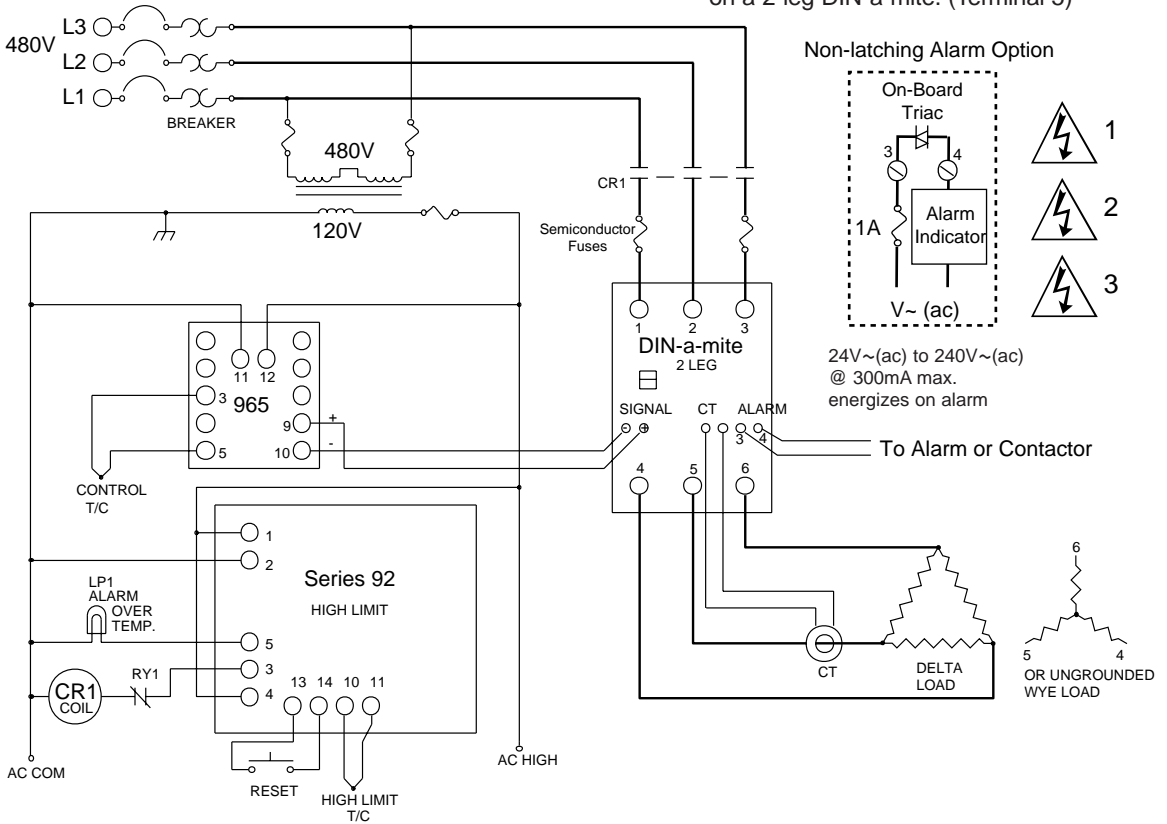 on a 2 leg DIN-a-mite. (Terminal 5)
480V
L3
L2
L1
BREAKER
480V
120V
CR1
Semiconductor
Fuses
Non-latching Alarm Option
On-Board
Triac
3
4
1A
Alarm
Indicator
V~ (ac)
1
2
3
24V~(ac) to 240V~(ac)
@ 300mA max.
energizes on alarm
1
2
3
DIN-a-mite
2 LEG
SIGNAL
CT
ALARM
-
+
3
4
To Alarm or Contactor
4
5
6
11
12
3
965
9
+
5
10
-
CONTROL
T/C
1
2
Series 92
HIGH LIMIT
LP1
ALARM
OVER
TEMP.
5
3
4
RY1
CR1
COIL
13
14
10
11
AC COM
RESET
HIGH LIMIT
T/C
AC HIGH
CT
DELTA
LOAD
6
5
4
OR UNGROUNDED
WYE LOAD